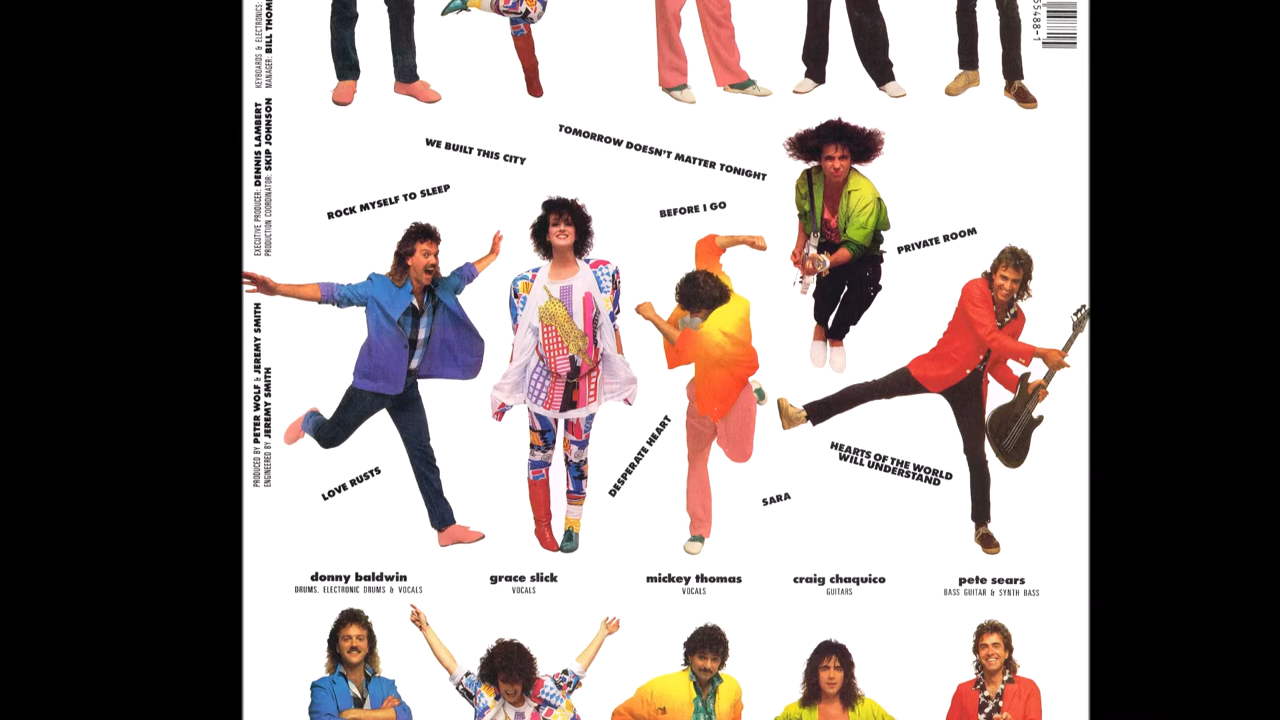 KEYBOARDS & ELECTRONICS:
MANAGER: BILL THOM
EXECUTIVE PRODUCER: DENNIS LAMBERT
PRODUCTION COORDINATOR: SKIP JOHNSON
PRODUCED BY PETER WOLF & JEREMY SMITH
ENGINEERED BY JEREMY SMITH
5488-1
WE BUILT THIS CITY
TOMORROW DOESN'T MATTER TONIGHT
ROCK MYSELF TO SLEEP
BEFORE I GO
PRIVATE ROOM
LOVE RUSTS
DESPERATE HEART
SARA
HEARTS OF THE WORLD
WILL UNDERSTAND
donny baldwin
DRUMS, ELECTRONIC DRUMS & VOCALS
grace slick
VOCALS
mickey thomas
VOCALS
craig chaquico
GUITARS
pete sears
BASS GUITAR & SYNTH BASS